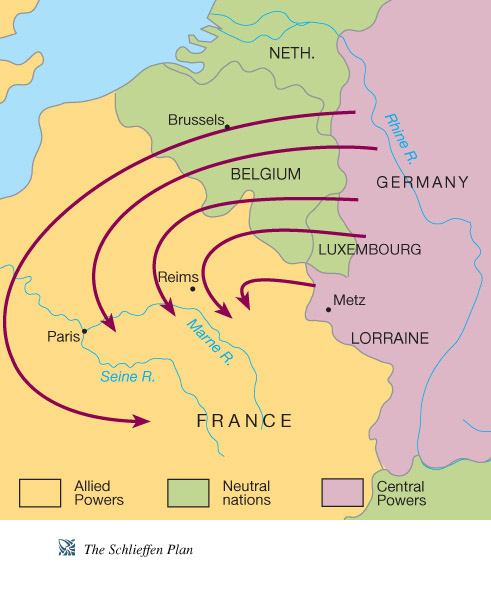 NETH.
Brussels
Rhine R.
BELGIUM
GERMANY
LUXEMBOURG
Reims
Metz
Paris
Marne R.
LORRAINE
Seine R.
FRANCE
Allied
Powers
Neutral
nations
Central
Powers
The Schlieffen Plan